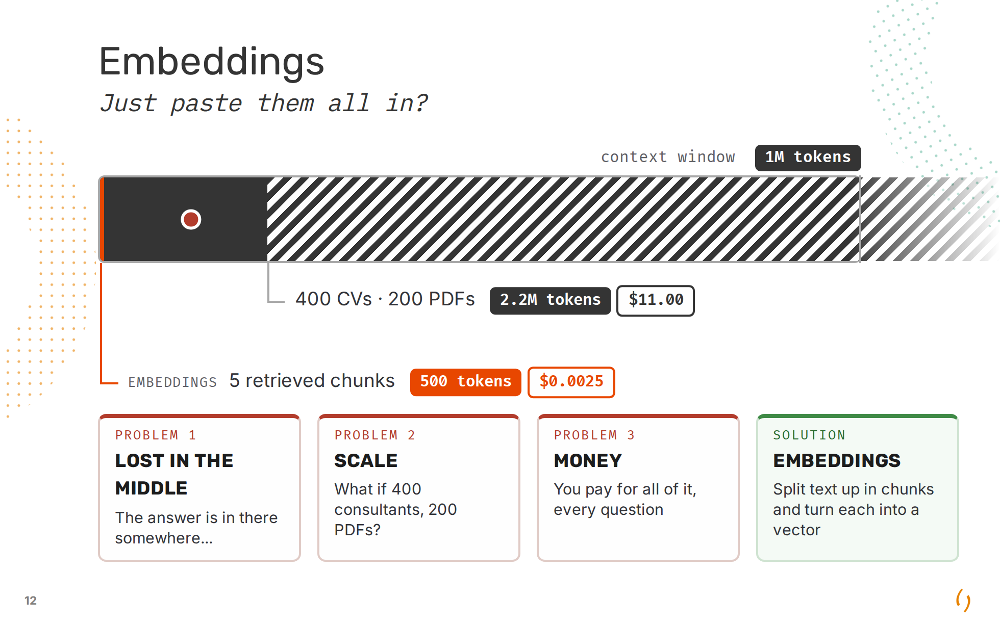 Embeddings
Just paste them all in?
context window 1M tokens
400 CVs · 200 PDFs 2.2M tokens $11.00
EMBEDDINGS 5 retrieved chunks 500 tokens $0.0025
PROBLEM 1
LOST IN THE
MIDDLE
The answer is in there
somewhere...
PROBLEM 2
SCALE
What if 400
consultants, 200
PDFs?
PROBLEM 3
MONEY
You pay for all of it,
every question
SOLUTION
EMBEDDINGS
Split text up in chunks
and turn each into a
vector
12